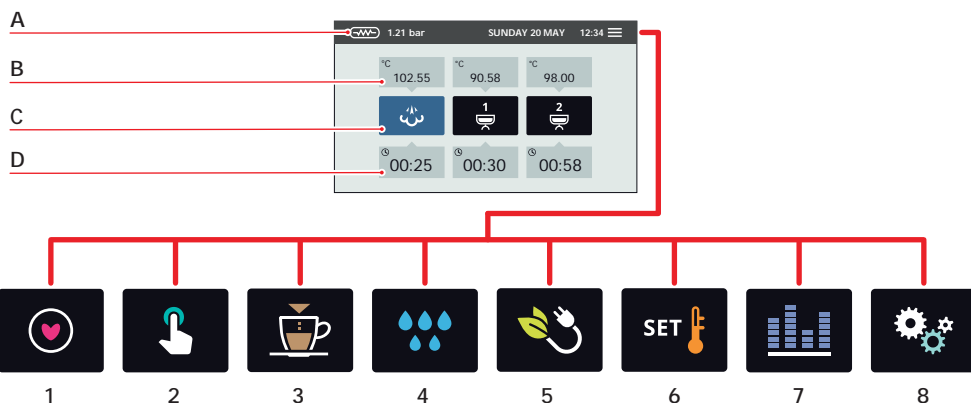 A
1.21 bar SUNDAY 20 MAY 12:34
B
°C °C °C
102.55 90.58 98.00
C
1 2
D
00:25 00:30 00:58
SET
1 2 3 4 5 6 7 8